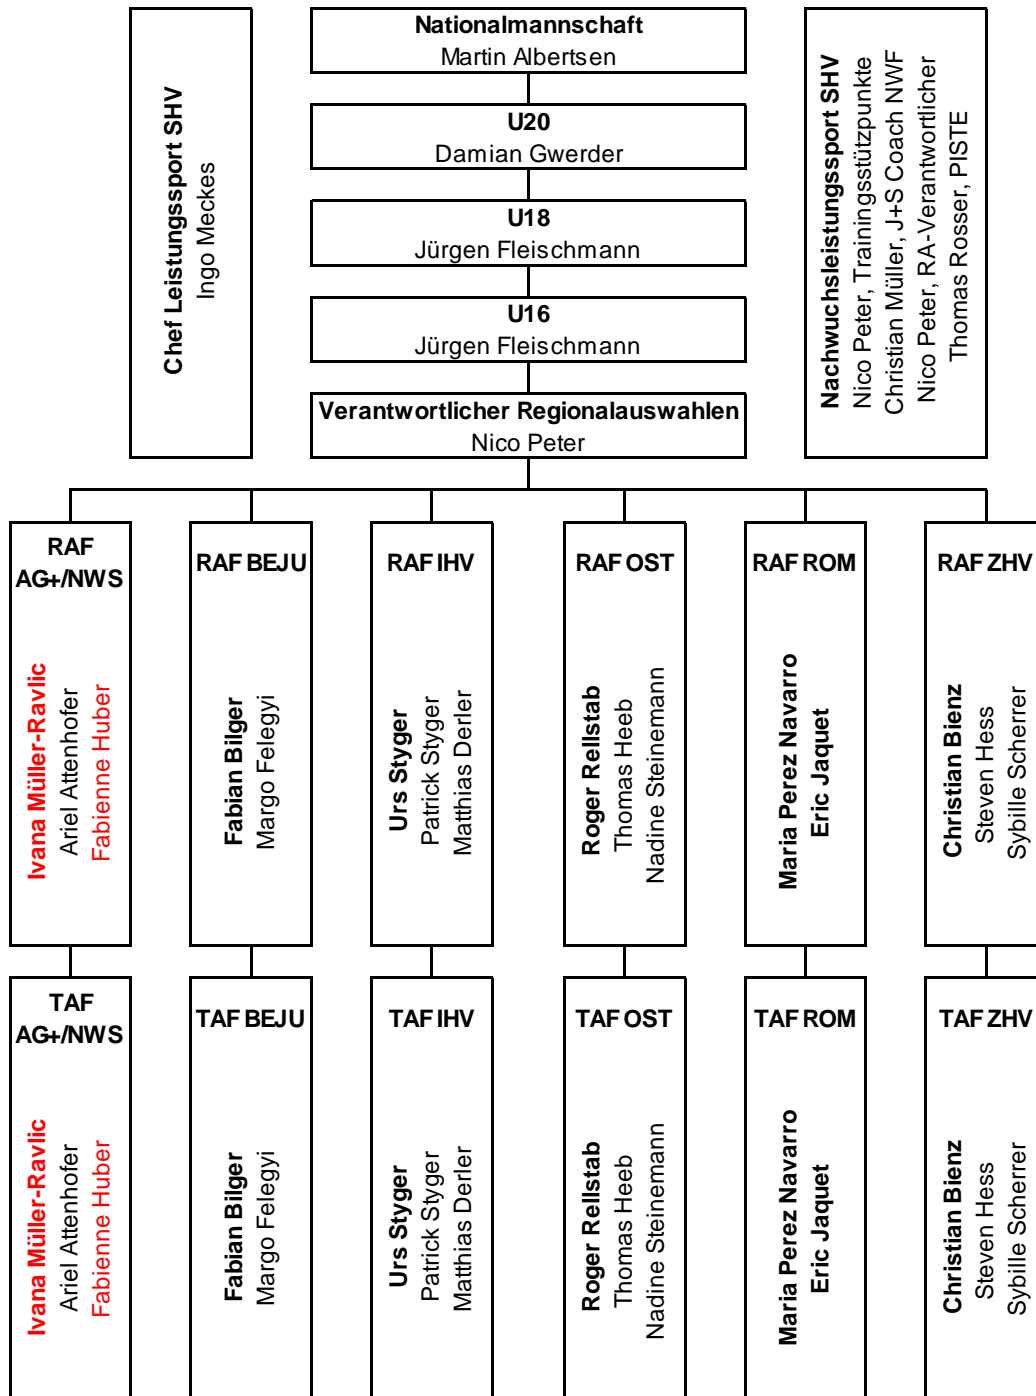 Chef Leistungssport SHV
Ingo Meckes
Nationalmannschaft
Martin Albertsen
U20
Damian Gwerder
U18
Jürgen Fleischmann
U16
Jürgen Fleischmann
Verantwortlicher Regionalauswahlen
Nico Peter
Nachwuchsleistungssport SHV
Nico Peter, Trainingsstützpunkte
Christian Müller, J+S Coach NWF
Nico Peter, RA-Verantwortlicher
Thomas Rosser, PISTE
RAF
AG+/NWS
Ivana Müller-Ravlic
Ariel Attenhofer
Fabienne Huber
RAF BEJU
Fabian Bilger
Margo Felegyi
RAF IHV
Urs Styger
Patrick Styger
Matthias Derler
RAF OST
Roger Rellstab
Thomas Heeb
Nadine Steinemann
RAF ROM
Maria Perez Navarro
Eric Jaquet
RAF ZHV
Christian Bienz
Steven Hess
Sybille Scherrer
TAF
AG+/NWS
Ivana Müller-Ravlic
Ariel Attenhofer
Fabienne Huber
TAF BEJU
Fabian Bilger
Margo Felegyi
TAF IHV
Urs Styger
Patrick Styger
Matthias Derler
TAF OST
Roger Rellstab
Thomas Heeb
Nadine Steinemann
TAF ROM
Maria Perez Navarro
Eric Jaquet
TAF ZHV
Christian Bienz
Steven Hess
Sybille Scherrer